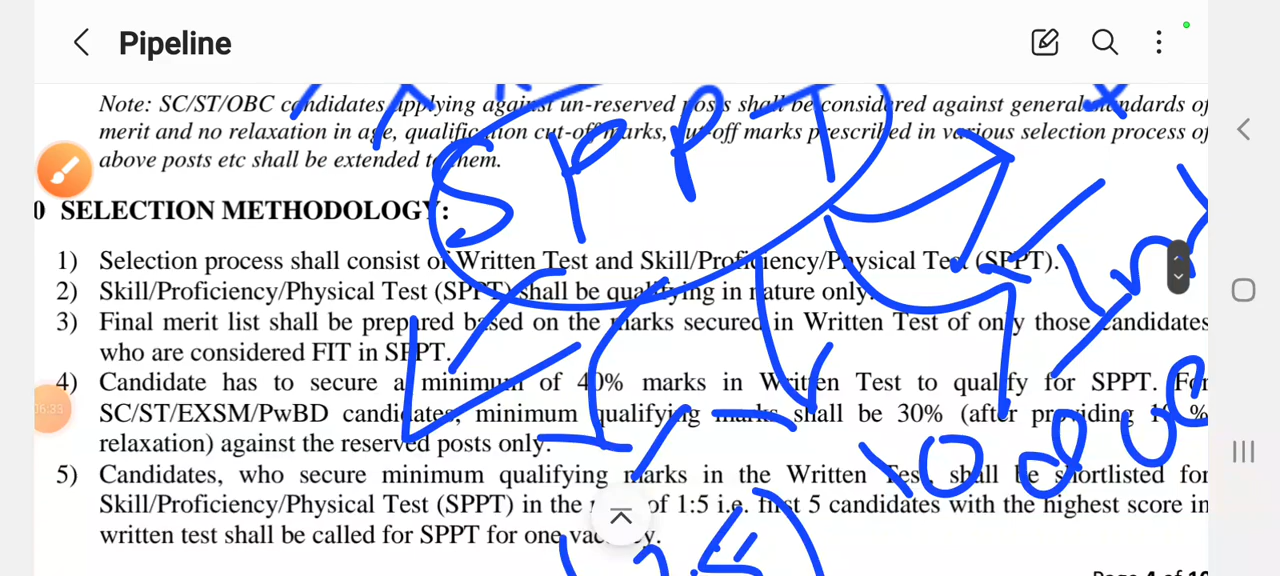 Pipeline
Note: SC/ST/OBC candidates applying against un-reserved posts shall be considered against general standards of
merit and no relaxation in age, qualification cut-off marks, cut-off marks prescribed in various selection process of
above posts etc shall be extended to them.
SPPT
0 SELECTION METHODOLOGY:
1) Selection process shall consist of Written Test and Skill/Proficiency/Physical Test (SPPT).
2) Skill/Proficiency/Physical Test (SPPT) shall be qualifying in nature only.
3) Final merit list shall be prepared based on the marks secured in Written Test of only those candidates
who are considered FIT in SPPT.
4) Candidate has to secure a minimum of 40% marks in Written Test to qualify for SPPT. For
06:33
SC/ST/EXSM/PwBD candidates, minimum qualifying marks shall be 30% (after providing 10%
relaxation) against the reserved posts only.
5) Candidates, who secure minimum qualifying marks in the Written Test, shall be shortlisted for
Skill/Proficiency/Physical Test (SPPT) in the of 1:5 i.e. first 5 candidates with the highest score in
written test shall be called for SPPT for one vacancy.